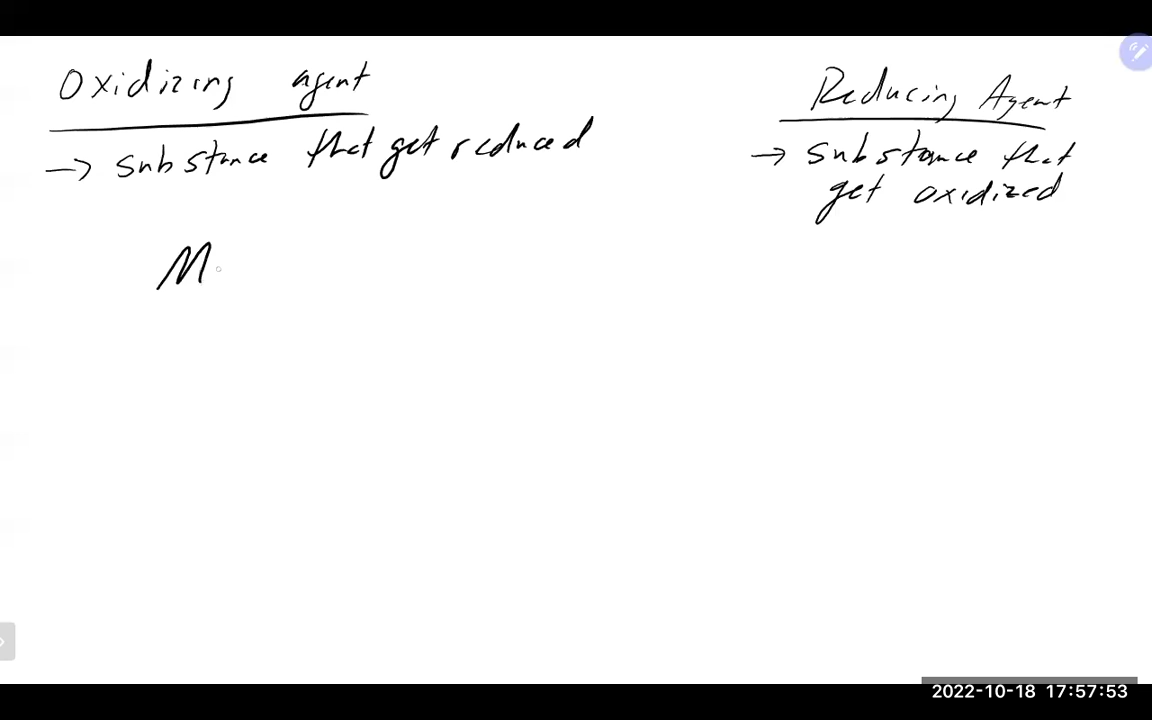 Oxidizing agent
→ substance that get reduced
Reducing Agent
→ substance that
get oxidized
M
2022-10-18 17:57:53